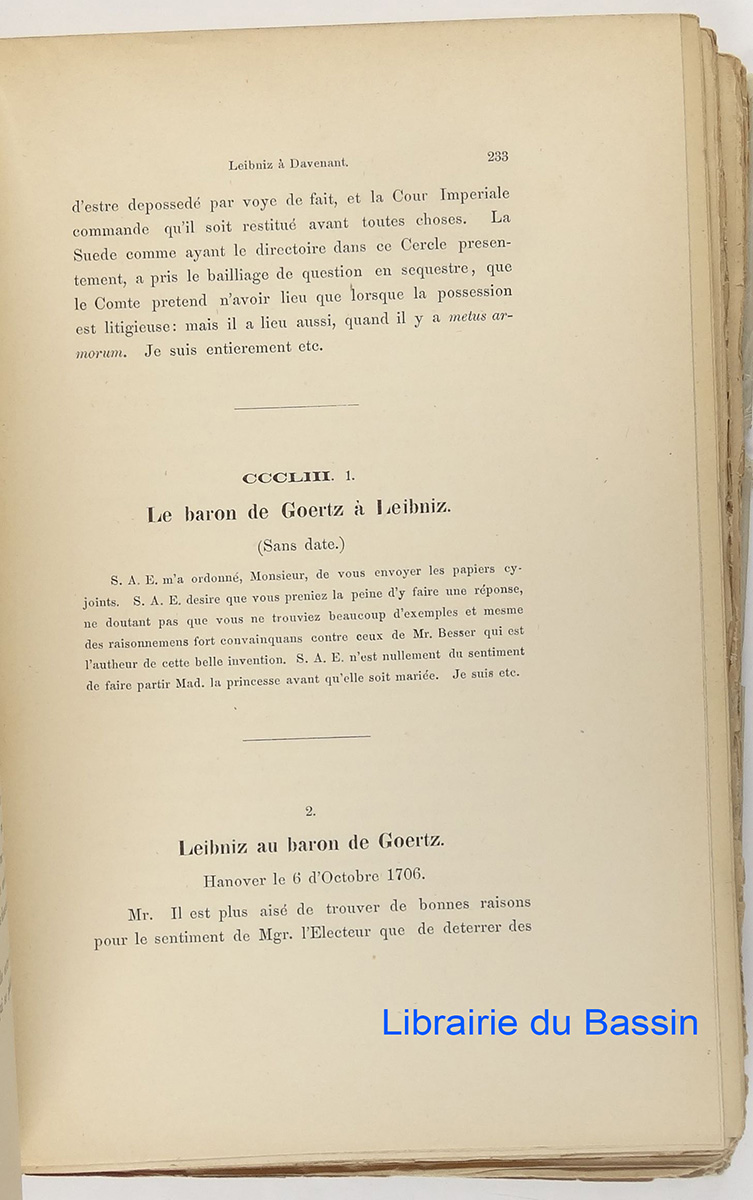 Leibniz à Davenant. 233
d'estre depossedé par voye de fait, et la Cour Imperiale
commande qu'il soit restitué avant toutes choses. La
Suede comme ayant le directoire dans ce Cercle presen-
tement, a pris le bailliage de question en sequestre, que
le Comte pretend n'avoir lieu que lorsque la possession
est litigieuse: mais il a lieu aussi, quand il y a metus ar-
morum. Je suis entierement etc.
CCCLIII. 1.
Le baron de Goertz à Leibniz.
(Sans date.)
S. A. E. m'a ordonné, Monsieur, de vous envoyer les papiers cy-
joints. S. A. E. desire que vous preniez la peine d'y faire une réponse,
ne doutant pas que vous ne trouviez beaucoup d'exemples et mesme
des raisonnemens fort convainquans contre ceux de Mr. Besser qui est
l'autheur de cette belle invention. S. A. E. n'est nullement du sentiment
de faire partir Mad. la princesse avant qu'elle soit mariée. Je suis etc.
2.
Leibniz au baron de Goertz.
Hanover le 6 d'Octobre 1706.
Mr. Il est plus aisé de trouver de bonnes raisons
pour le sentiment de Mgr. l'Electeur que de deterrer des
Librairie du Bassin